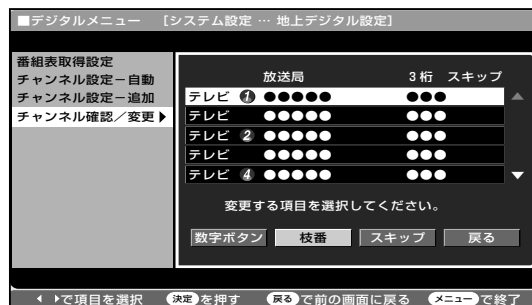 ■デジタルメニュー [システム設定 … 地上デジタル設定]
番組表取得設定
チャンネル設定－自動
チャンネル設定－追加
チャンネル確認／変更▶
放送局 3桁 スキップ
テレビ ❶ ●●●●● ●●●
テレビ ●●●●● ●●●
テレビ ❷ ●●●●● ●●●
テレビ ●●●●● ●●●
テレビ ❹ ●●●●● ●●●
変更する項目を選択してください。
数字ボタン 枝番 スキップ 戻る
で項目を選択 決定を押す 戻るで前の画面に戻る メニューで終了